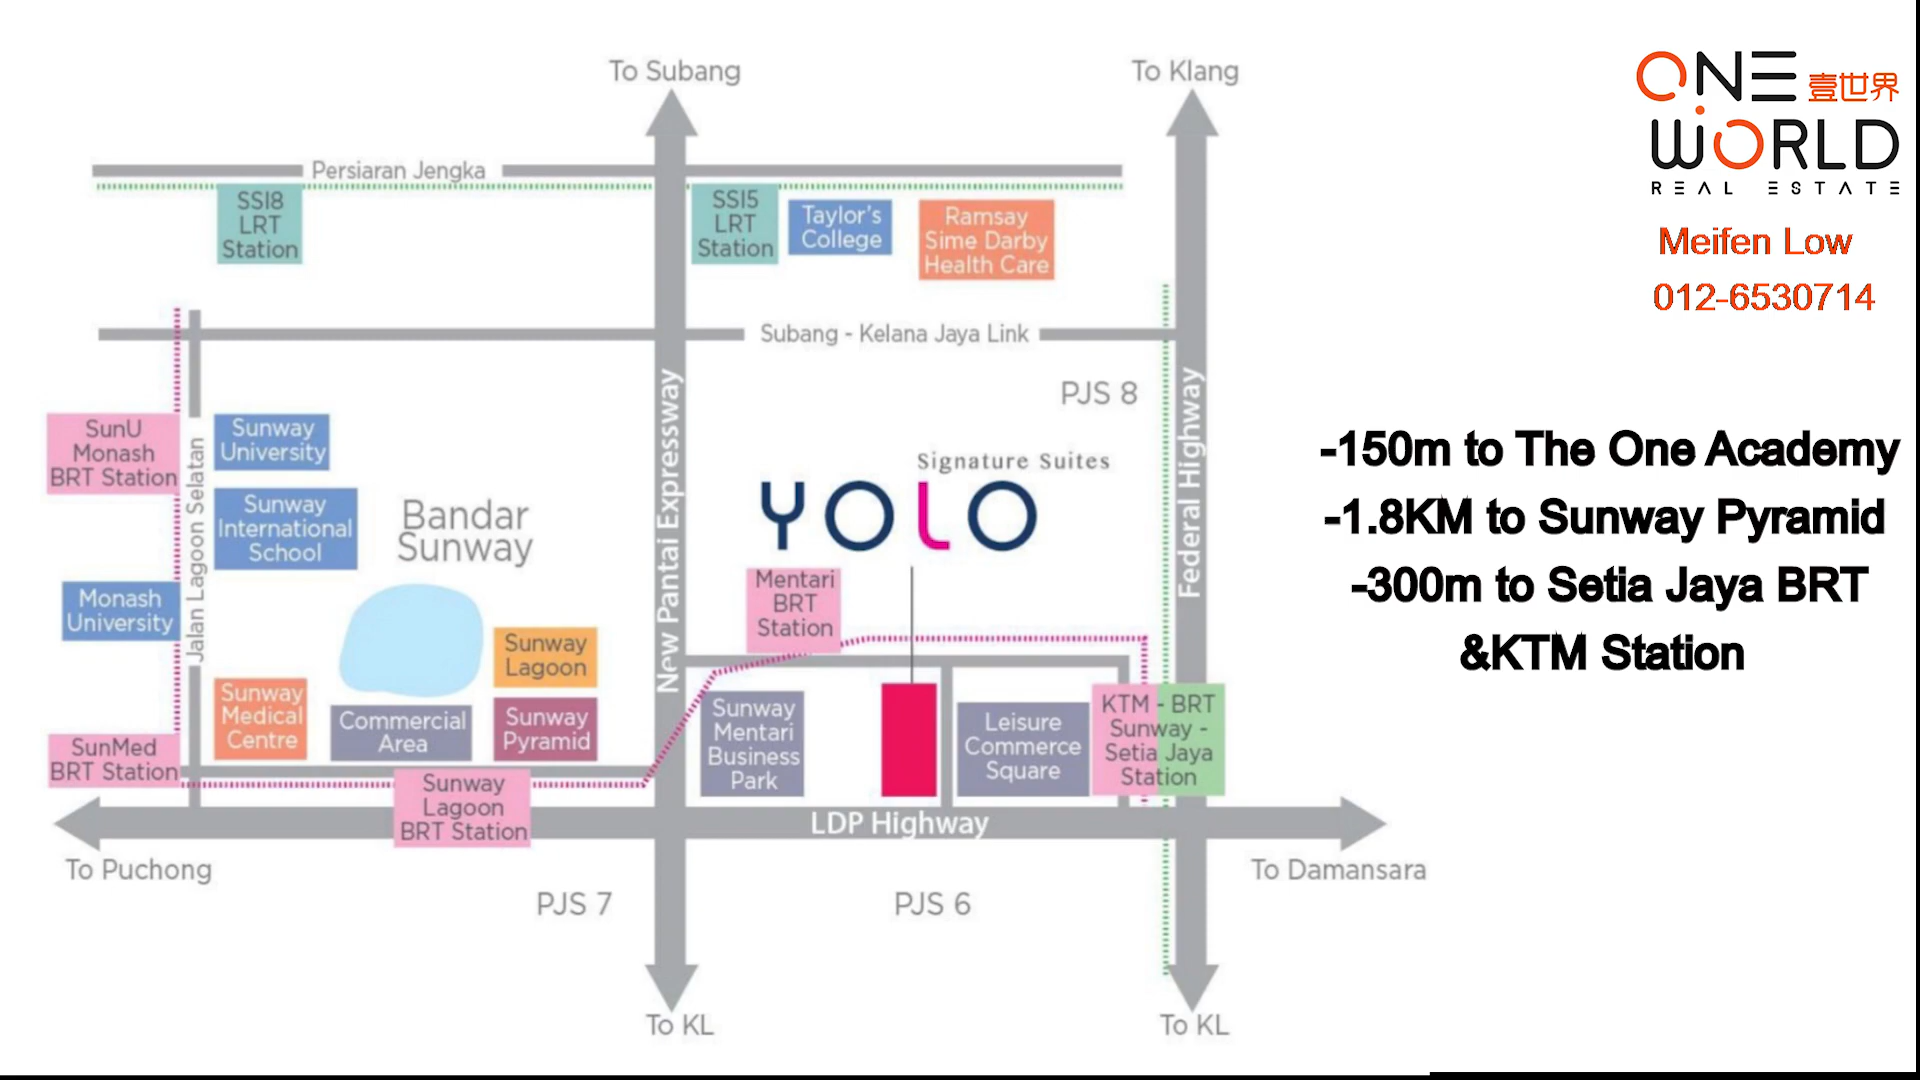 To Subang
To Klang
ONE 壹世界
WORLD
REAL ESTATE
Meifen Low
012-6530714
Persiaran Jengka
SSI8
LRT
Station
SSI5
LRT
Station
Taylor's
College
Ramsay
Sime Darby
Health Care
Subang - Kelana Jaya Link
PJS 8
New Pantai Expressway
Federal Highway
Jalan Lagoon Selatan
SunU
Monash
BRT Station
Sunway
University
Sunway
International
School
Bandar
Sunway
Signature Suites
YOLO
-150m to The One Academy
-1.8KM to Sunway Pyramid
-300m to Setia Jaya BRT
&KTM Station
Monash
University
Mentari
BRT
Station
Sunway
Lagoon
Sunway
Medical
Centre
Commercial
Area
Sunway
Pyramid
Sunway
Mentari
Business
Park
Leisure
Commerce
Square
KTM - BRT
Sunway -
Setia Jaya
Station
SunMed
BRT Station
Sunway
Lagoon
BRT Station
LDP Highway
To Puchong
To Damansara
PJS 7
PJS 6
To KL
To KL